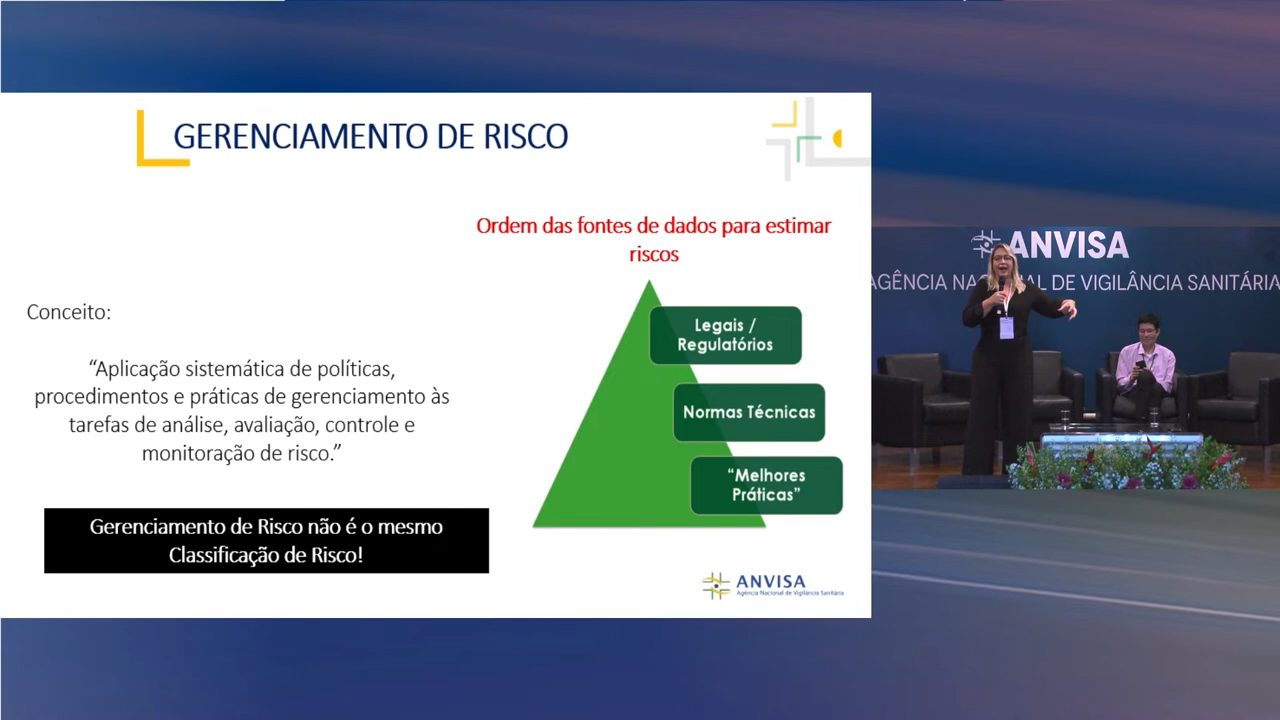 GERENCIAMENTO DE RISCO
Ordem das fontes de dados para estimar
riscos
Conceito:
“Aplicação sistemática de políticas,
procedimentos e práticas de gerenciamento às
tarefas de análise, avaliação, controle e
monitoração de risco.”
Gerenciamento de Risco não é o mesmo
Classificação de Risco!
Legais /
Regulatórios
Normas Técnicas
“Melhores
Práticas”
ANVISA
Agência Nacional de Vigilância Sanitária
ANVISA
AGÊNCIA NA NAL DE VIGILÂNCIA SANITÁRIA